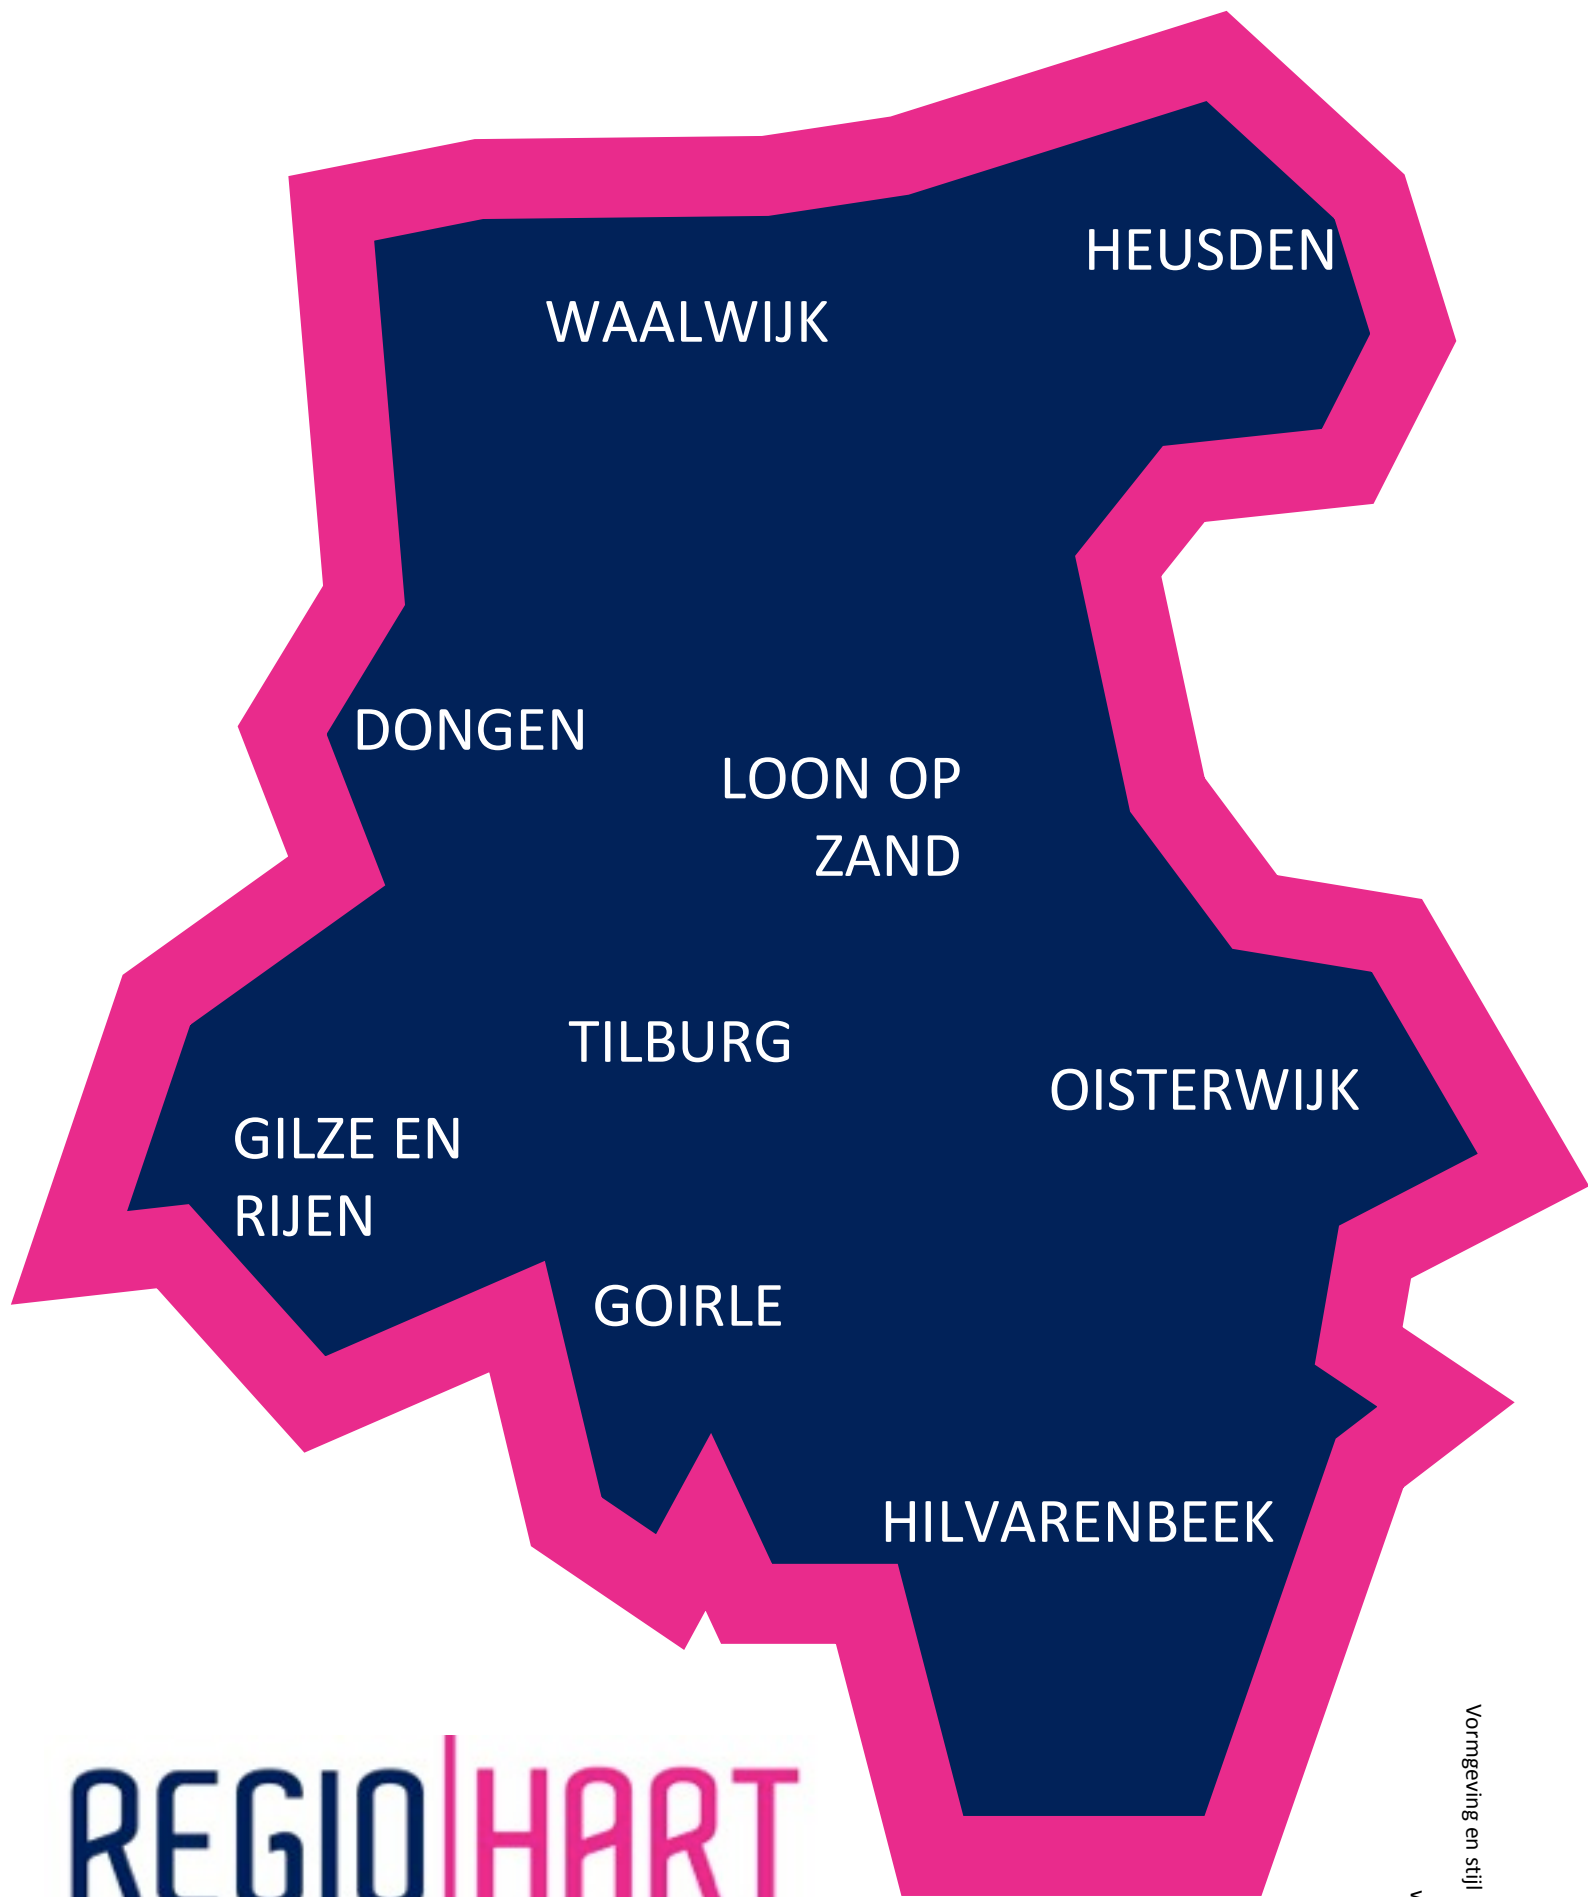 HEUSDEN
WAALWIJK
DONGEN
LOON OP
ZAND
TILBURG
OISTERWIJK
GILZE EN
RIJEN
GOIRLE
HILVARENBEEK
REGIO|HART
Vormgeving en stijl